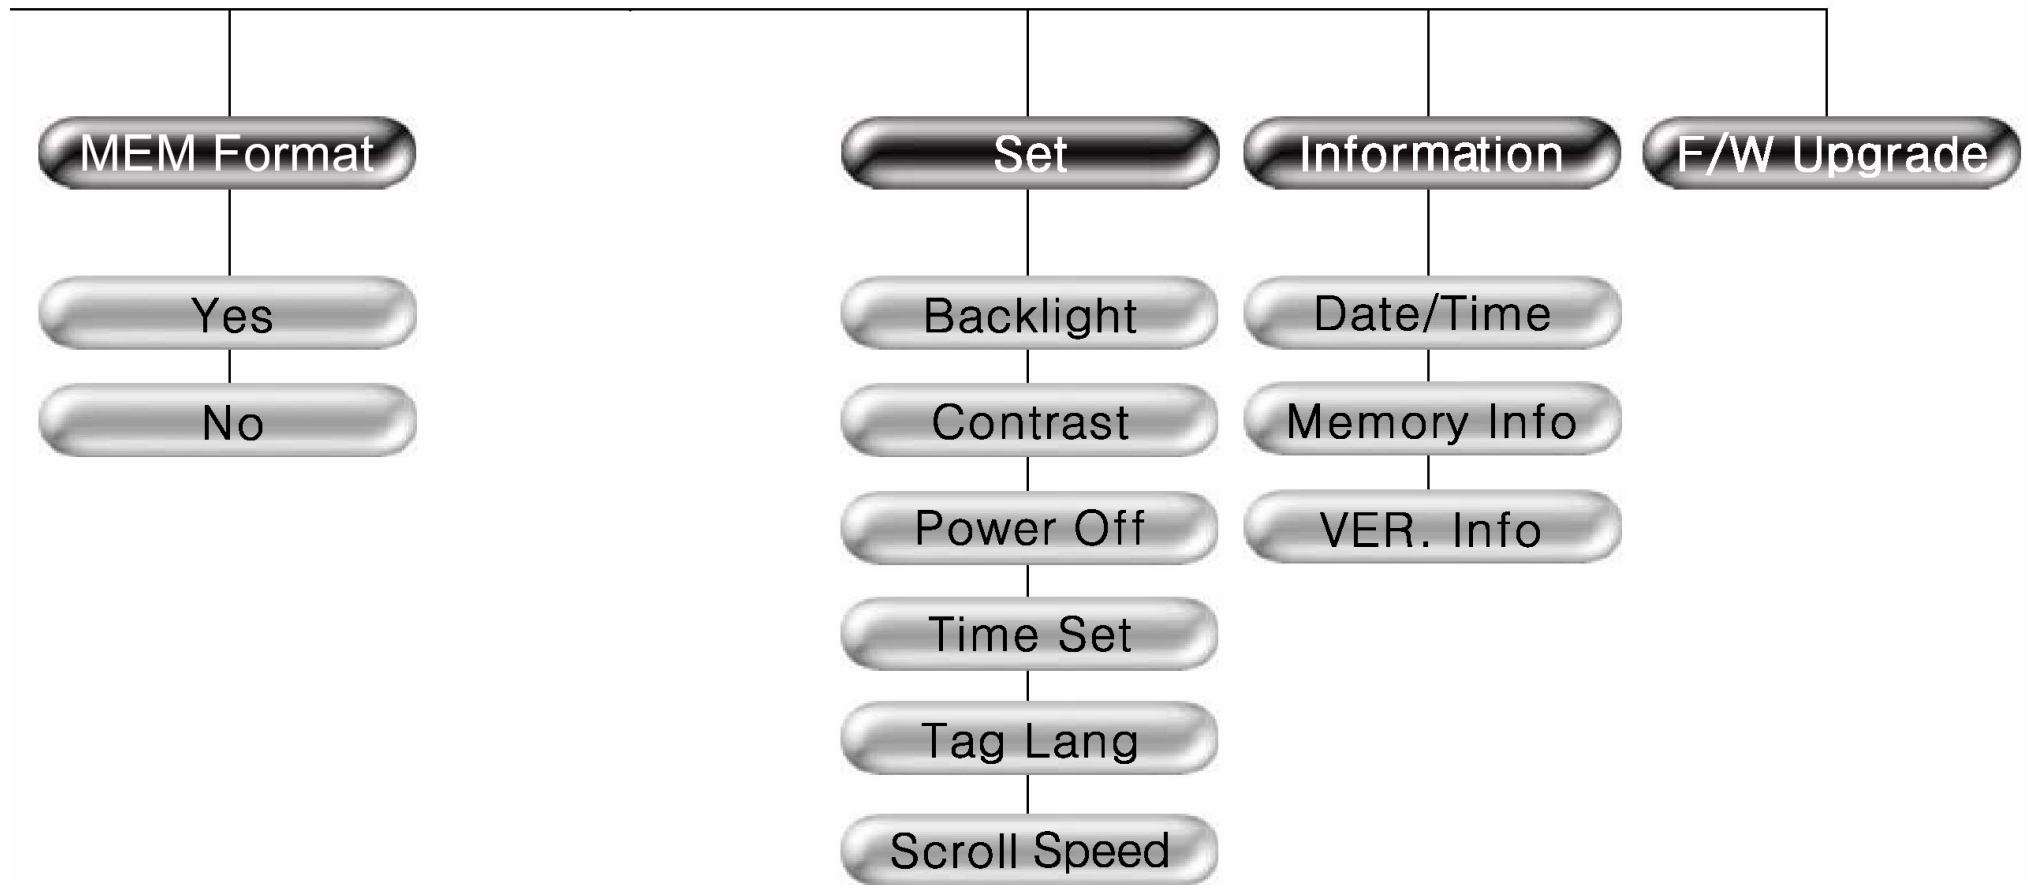 MEM Format
Yes
No
Set
Backlight
Contrast
Power Off
Time Set
Tag Lang
Scroll Speed
Information
Date/Time
Memory Info
VER. Info
F/W Upgrade